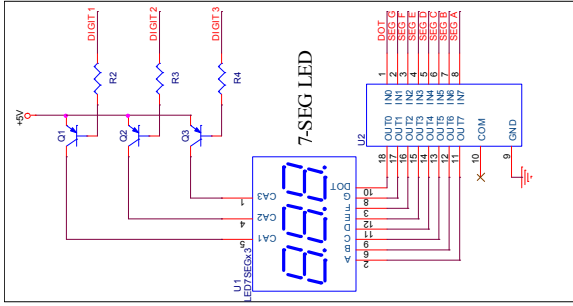 DIGIT 1
DIGIT 2
DIGIT 3
R2
R3
R4
+5V
Q1
Q2
Q3
7-SEG LED
DOT
SEG G
SEG F
SEG E
SEG D
SEG C
SEG B
SEG A
1 2 3 4 5 6 7 8
IN0 IN1 IN2 IN3 IN4 IN5 IN6 IN7
OUT0 OUT1 OUT2 OUT3 OUT4 OUT5 OUT6 OUT7 COM GND
U2
18 17 16 15 14 13 12 11 10 9
1 CA3
4 CA2
5 CA1
DOT
G 10
F 8
E 3
D 12
C 11
B 9
A 6
2
U1
LED7SEGx3